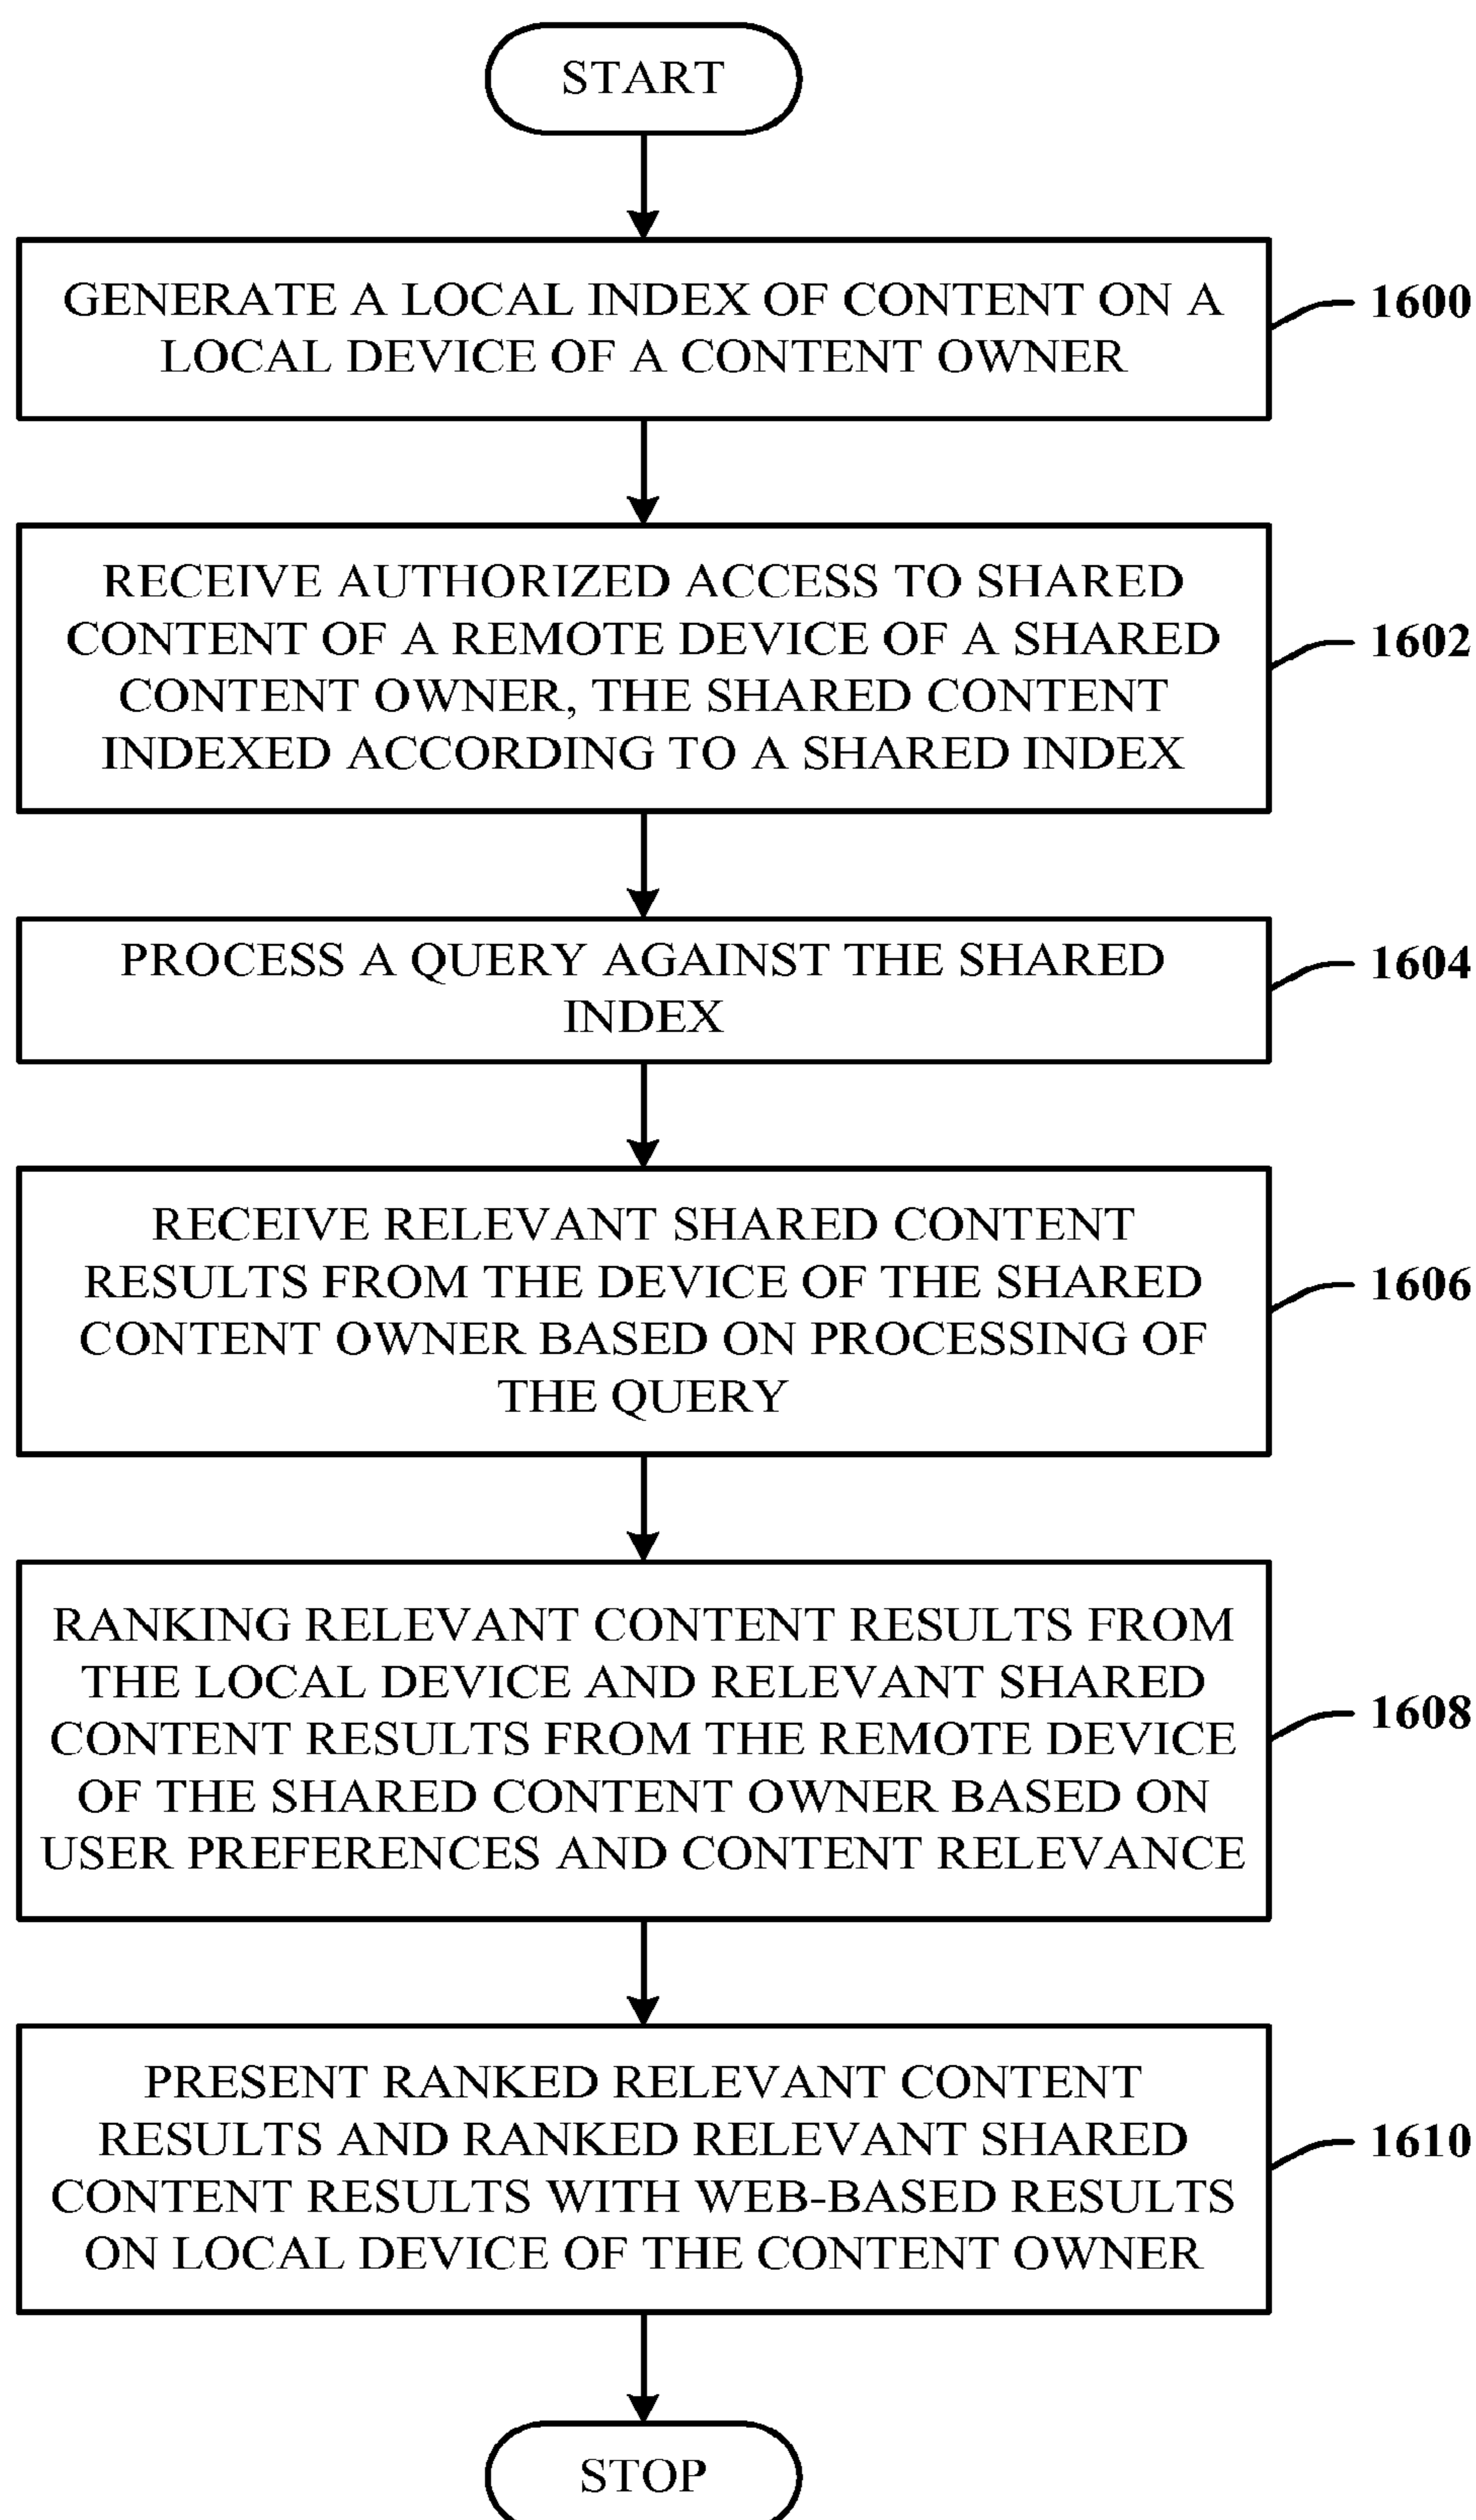 START
GENERATE A LOCAL INDEX OF CONTENT ON A
LOCAL DEVICE OF A CONTENT OWNER
1600
RECEIVE AUTHORIZED ACCESS TO SHARED
CONTENT OF A REMOTE DEVICE OF A SHARED
CONTENT OWNER, THE SHARED CONTENT
INDEXED ACCORDING TO A SHARED INDEX
1602
PROCESS A QUERY AGAINST THE SHARED
INDEX
1604
RECEIVE RELEVANT SHARED CONTENT
RESULTS FROM THE DEVICE OF THE SHARED
CONTENT OWNER BASED ON PROCESSING OF
THE QUERY
1606
RANKING RELEVANT CONTENT RESULTS FROM
THE LOCAL DEVICE AND RELEVANT SHARED
CONTENT RESULTS FROM THE REMOTE DEVICE
OF THE SHARED CONTENT OWNER BASED ON
USER PREFERENCES AND CONTENT RELEVANCE
1608
PRESENT RANKED RELEVANT CONTENT
RESULTS AND RANKED RELEVANT SHARED
CONTENT RESULTS WITH WEB-BASED RESULTS
ON LOCAL DEVICE OF THE CONTENT OWNER
1610
STOP